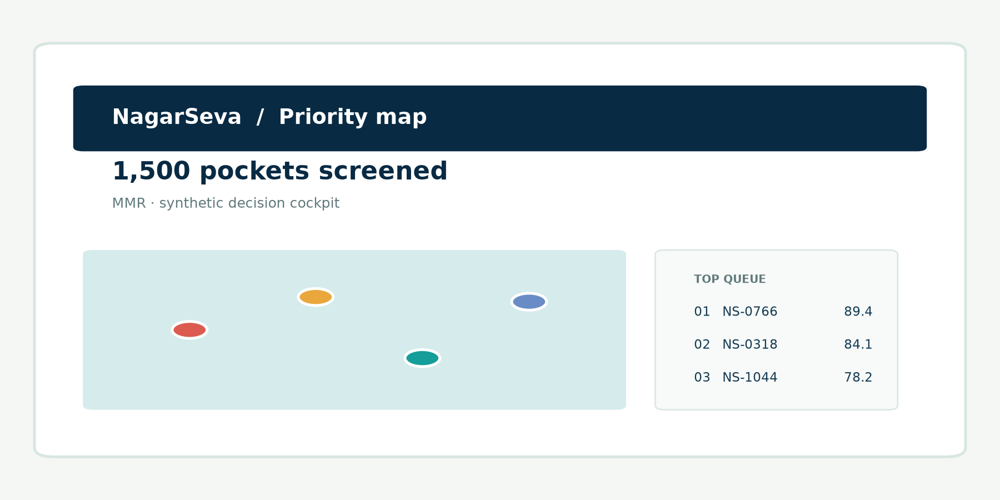 NagarSeva / Priority map
1,500 pockets screened
MMR · synthetic decision cockpit
TOP QUEUE
01 NS-0766 89.4
02 NS-0318 84.1
03 NS-1044 78.2